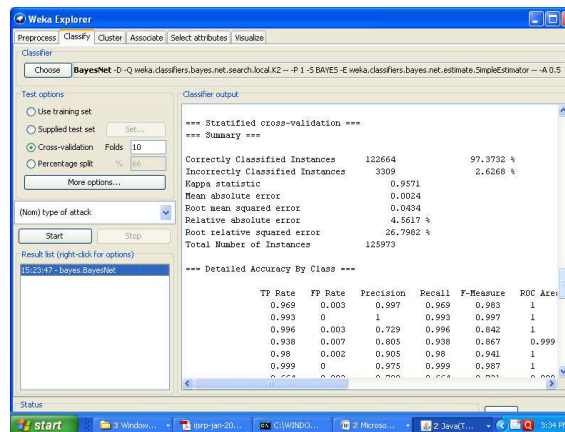 Weka Explorer
Preprocess Classify Cluster Associate Select attributes Visualize
Classifier
Choose BayesNet -D -Q weka.classifiers.bayes.net.search.local.K2 -- -P 1 -S BAYES -E weka.classifiers.bayes.net.estimate.SimpleEstimator -- -A 0.5
Test options
Use training set
Supplied test set Set...
Cross-validation Folds 10
Percentage split % 66
More options...
(Nom) type of attack
Start Stop
Result list (right-click for options)
15:23:47 - bayes.BayesNet
Classifier output
=== Stratified cross-validation ===
=== Summary ===
Correctly Classified Instances 122664 97.3732 %
Incorrectly Classified Instances 3309 2.6268 %
Kappa statistic 0.9571
Mean absolute error 0.0024
Root mean squared error 0.0434
Relative absolute error 4.5617 %
Root relative squared error 26.7982 %
Total Number of Instances 125973
=== Detailed Accuracy By Class ===
TP Rate FP Rate Precision Recall F-Measure ROC Area
0.969 0.003 0.997 0.969 0.983 1
0.993 0 1 0.993 0.997 1
0.996 0.003 0.729 0.996 0.842 1
0.938 0.007 0.805 0.938 0.867 0.999
0.98 0.002 0.905 0.98 0.941 1
0.999 0 0.975 0.999 0.987 1
Status
start 3 Window... ijsrp-jan-20... C:\WINDO... 2 Microso... 2 Java(T... 3:34 PM